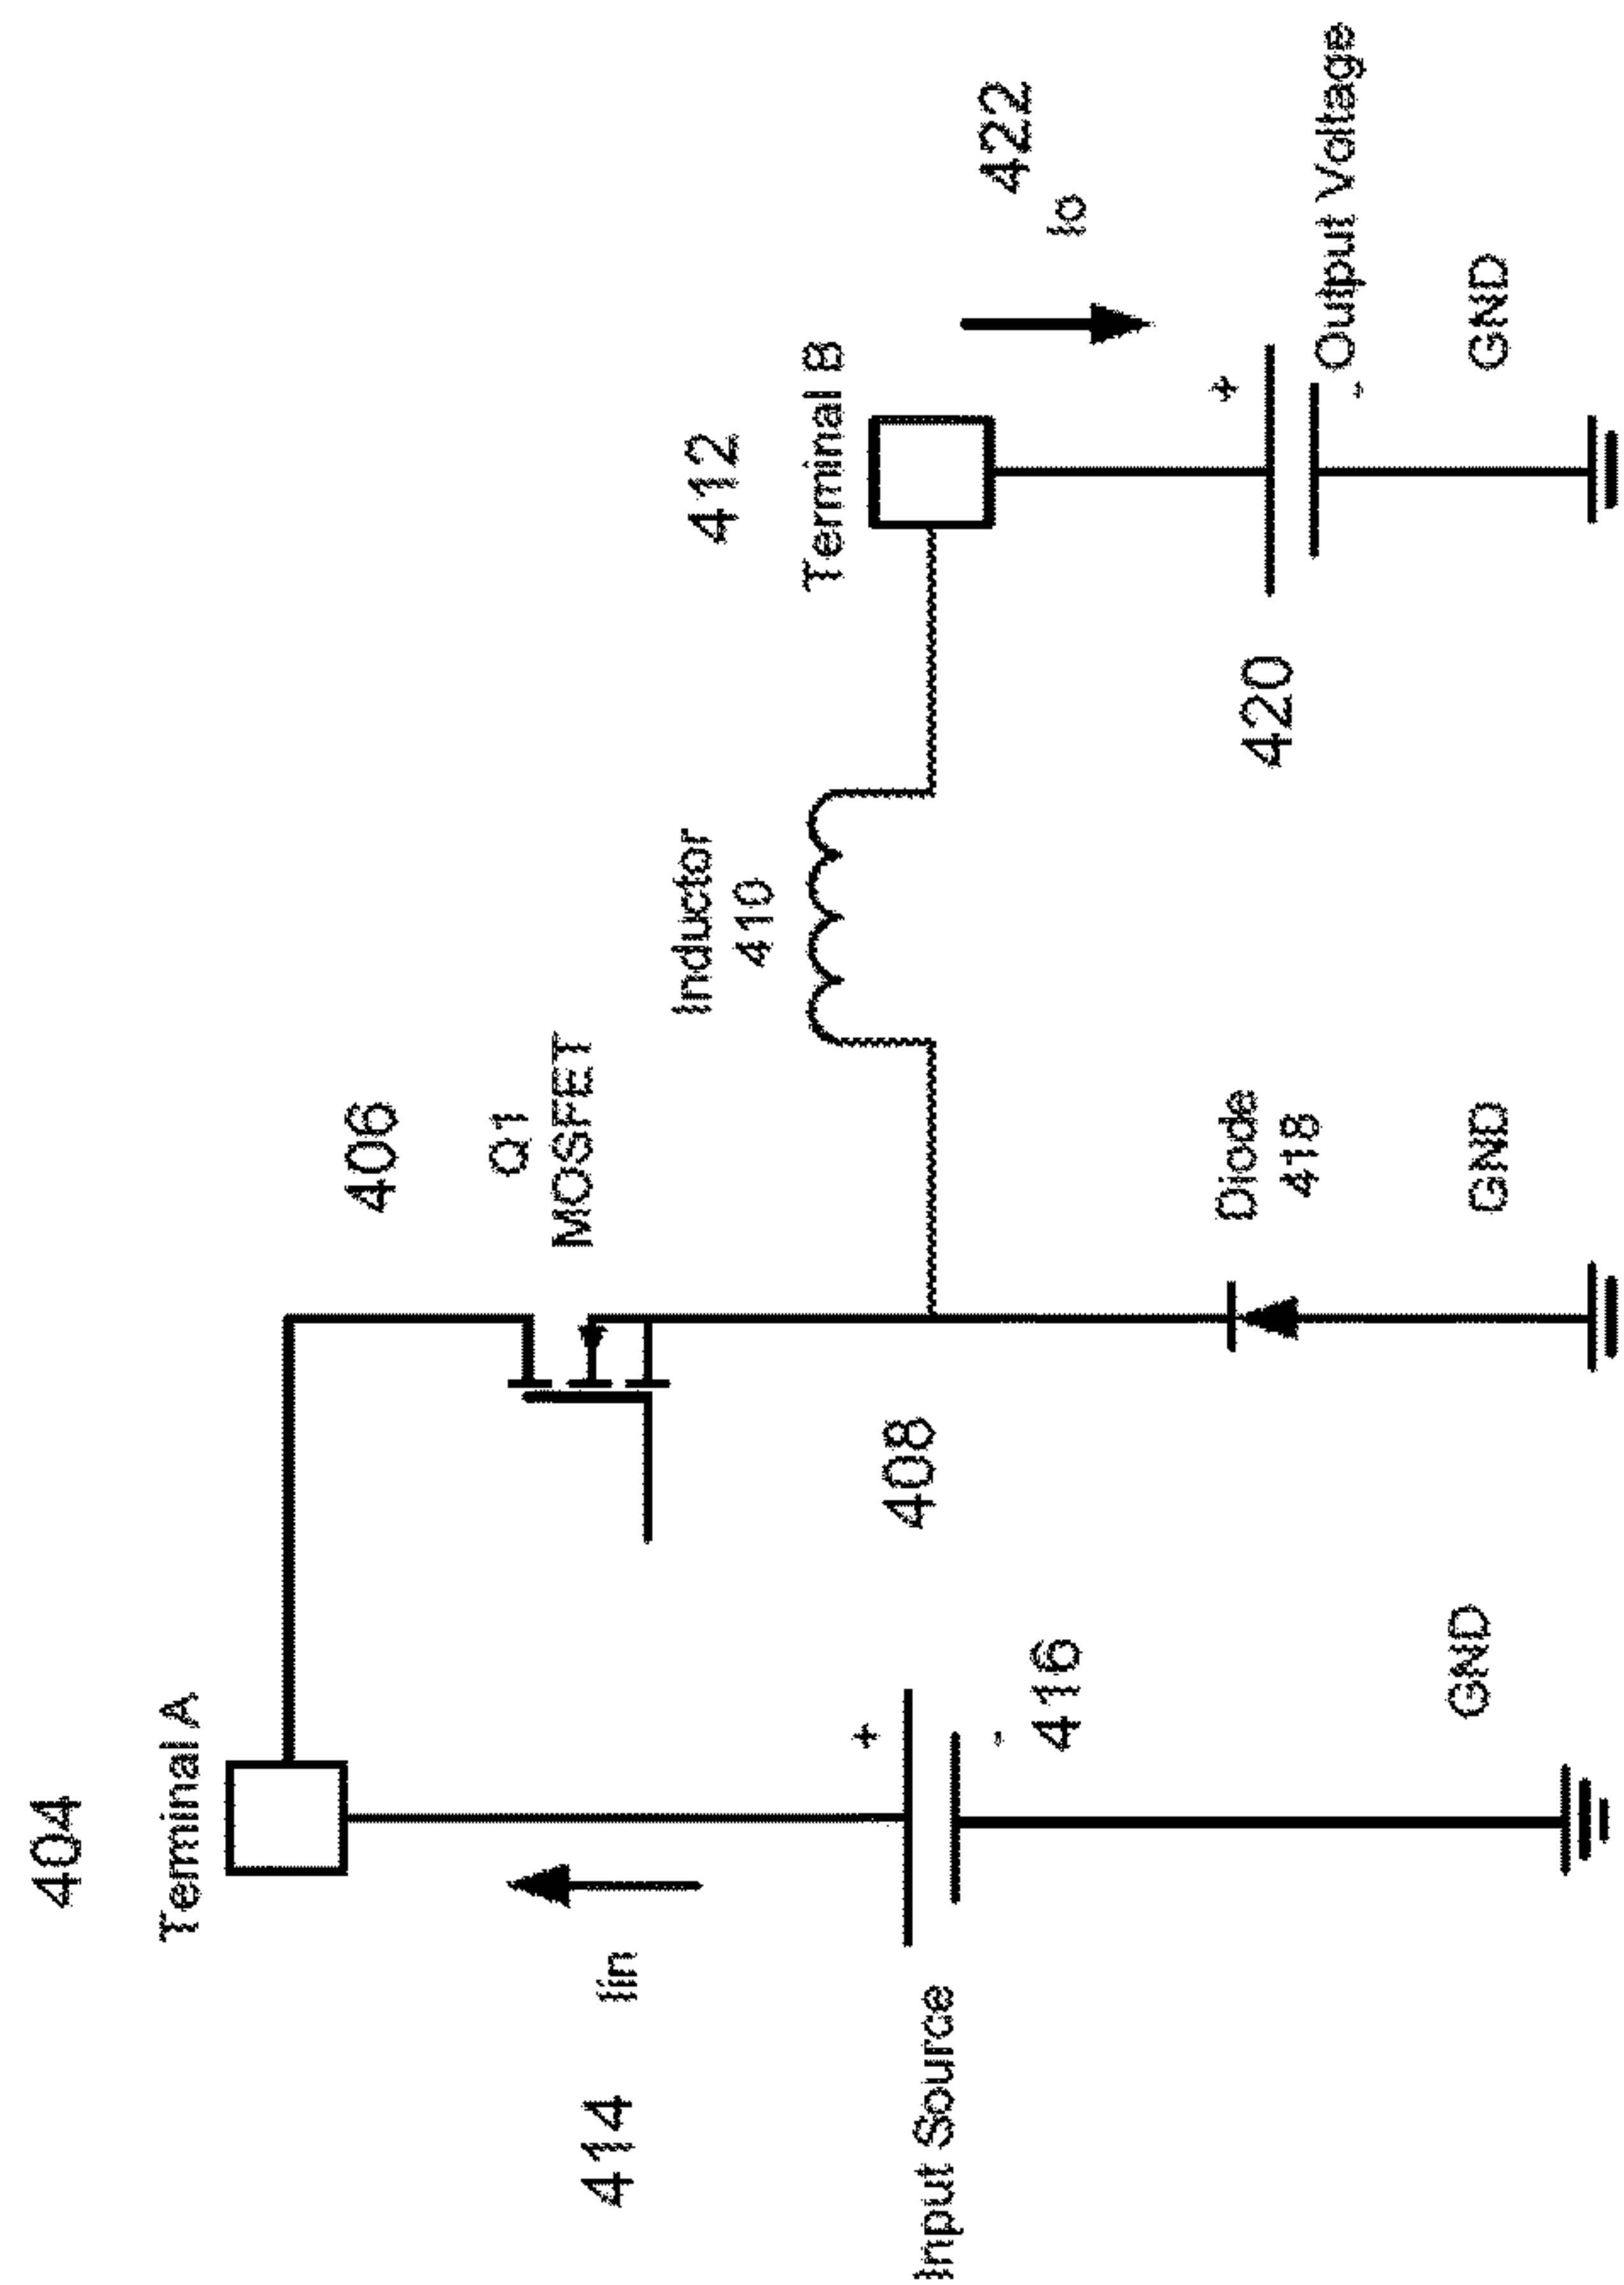 404
Terminal A
414
Iin
Input Source
+
-
416
GND
406
Q1
MOSFET
408
Diode
418
GND
Inductor
410
412
Terminal B
422
Io
+
-
420
Output Voltage
GND